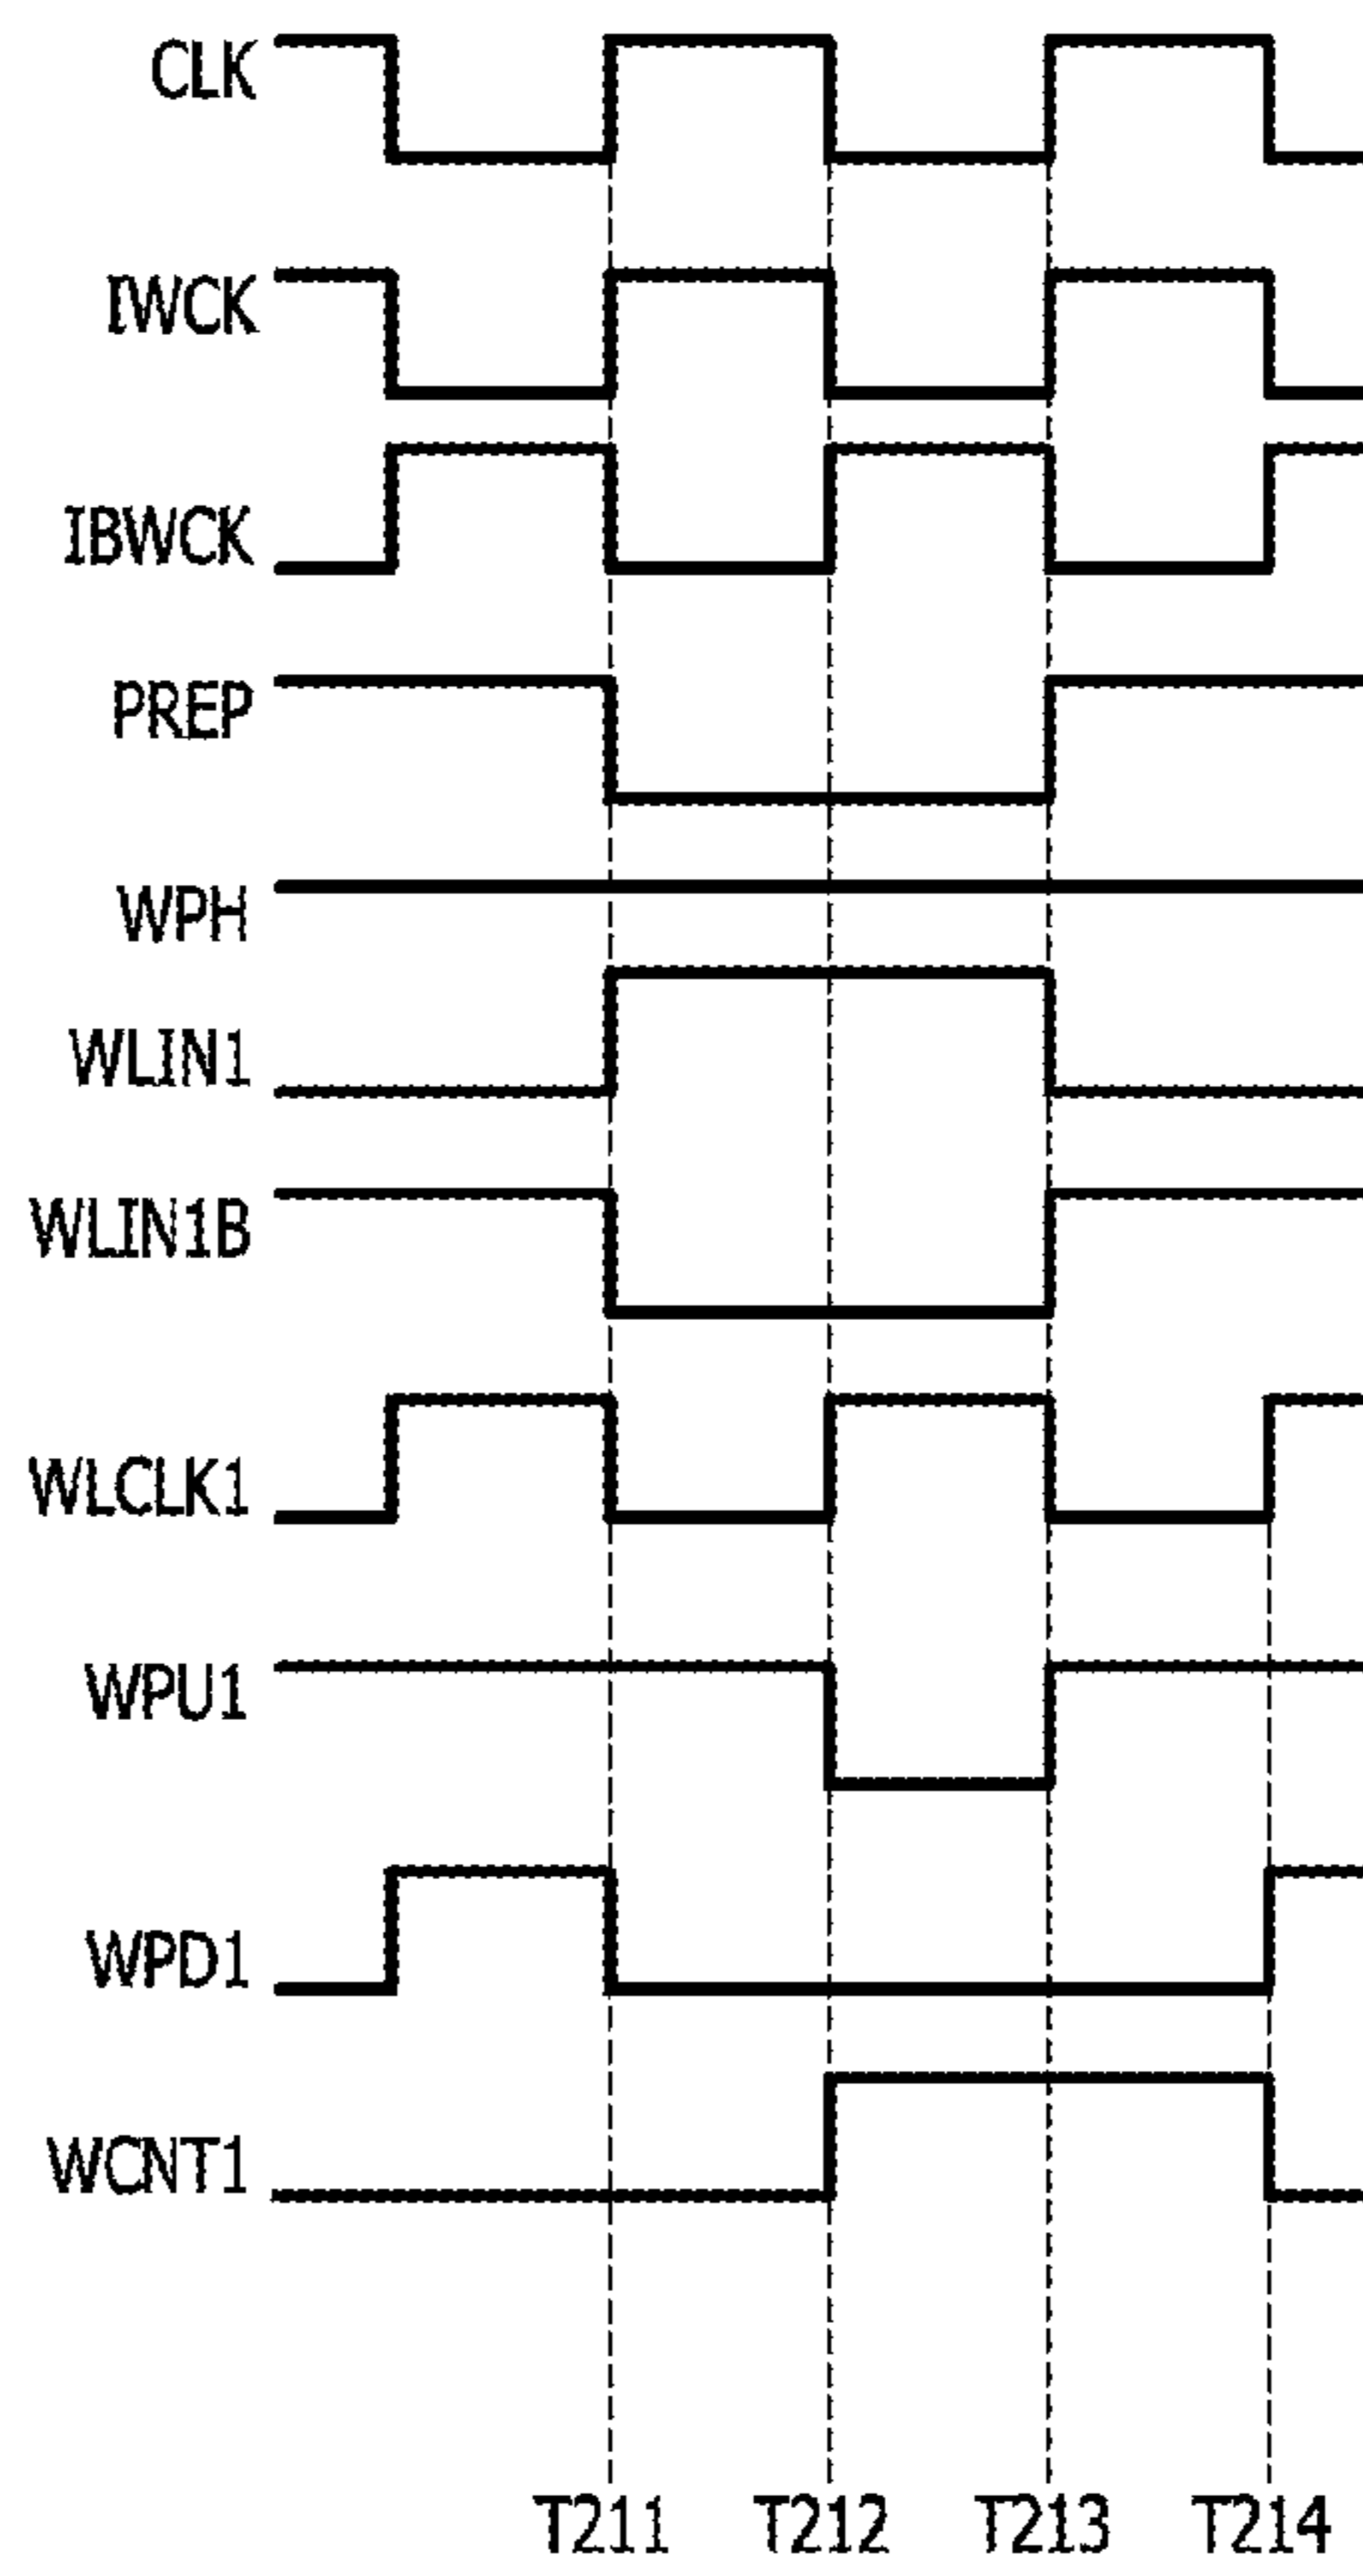 CLK
IWCK
IBWCK
PREP
WPH
WLIN1
WLIN1B
WLCLK1
WPU1
WPD1
WCNT1
T211 T212 T213 T214